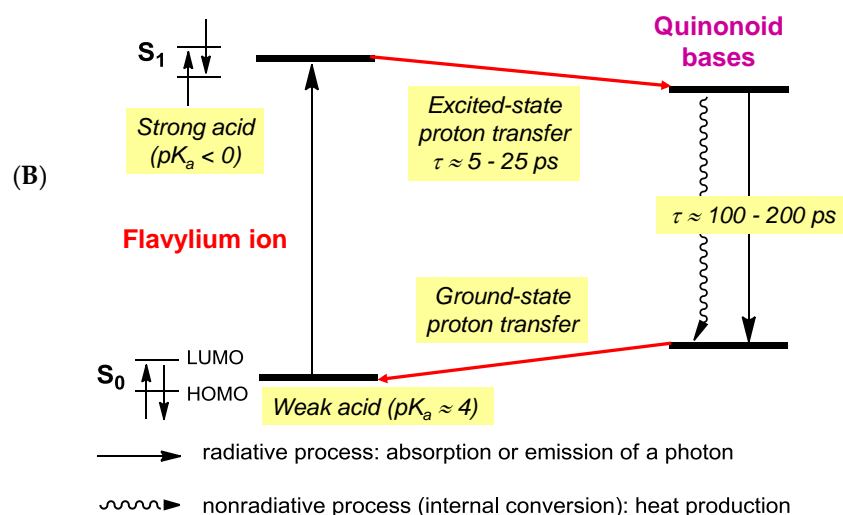 Quinonoid
bases
S₁
Strong acid
(pKₐ < 0)
Excited-state
proton transfer
τ ≈ 5 - 25 ps
(B)
τ ≈ 100 - 200 ps
Flavylium ion
Ground-state
proton transfer
LUMO
S₀
HOMO
Weak acid (pKₐ ≈ 4)
radiative process: absorption or emission of a photon
nonradiative process (internal conversion): heat production